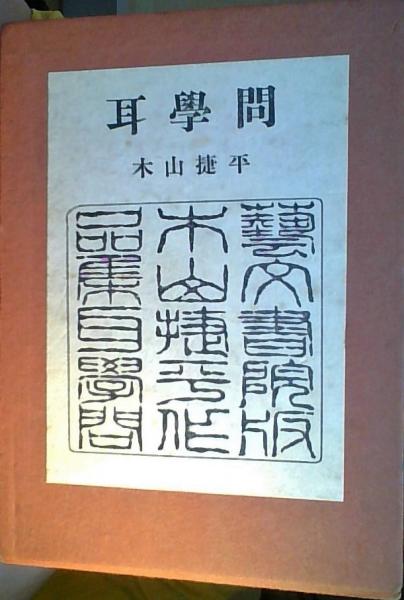 耳學問
木山捷平
藝文書院版
木山捷平作
品集耳學問